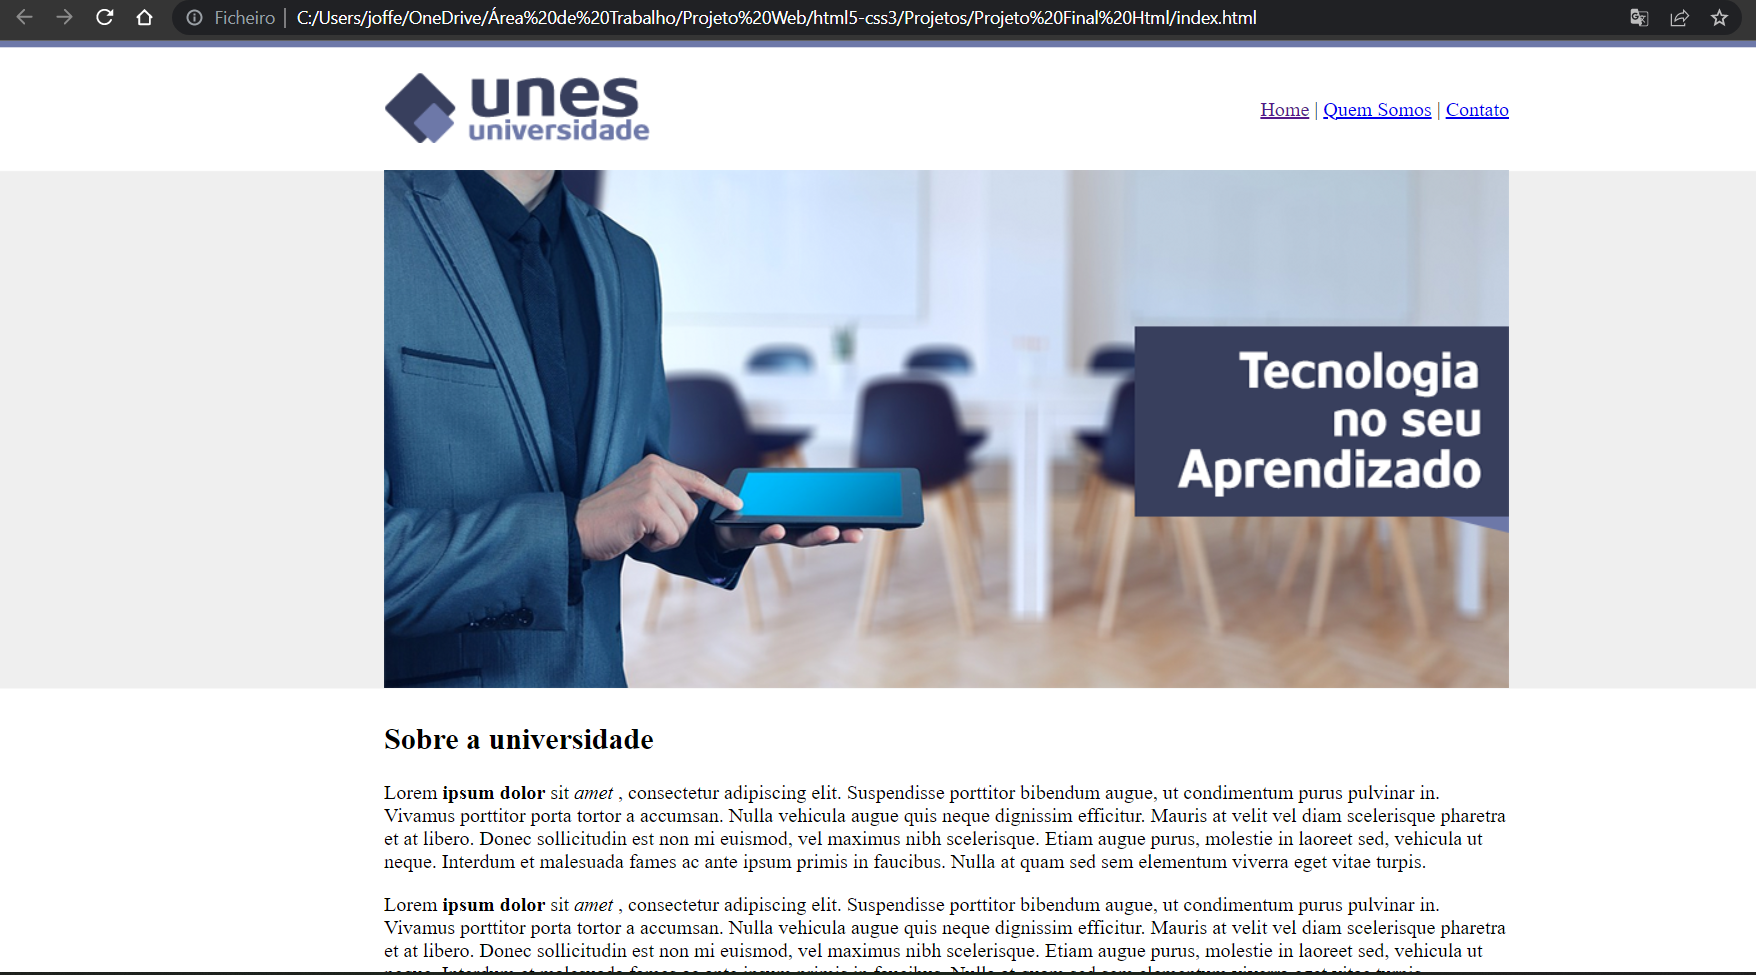 Ficheiro | C:/Users/joffe/OneDrive/Área%20de%20Trabalho/Projeto%20Web/html5-css3/Projetos/Projeto%20Final%20Html/index.html
unes
universidade
Home | Quem Somos | Contato
Tecnologia
no seu
Aprendizado
Sobre a universidade
Lorem ipsum dolor sit amet , consectetur adipiscing elit. Suspendisse porttitor bibendum augue, ut condimentum purus pulvinar in.
Vivamus porttitor porta tortor a accumsan. Nulla vehicula augue quis neque dignissim efficitur. Mauris at velit vel diam scelerisque pharetra
et at libero. Donec sollicitudin est non mi euismod, vel maximus nibh scelerisque. Etiam augue purus, molestie in laoreet sed, vehicula ut
neque. Interdum et malesuada fames ac ante ipsum primis in faucibus. Nulla at quam sed sem elementum viverra eget vitae turpis.
Lorem ipsum dolor sit amet , consectetur adipiscing elit. Suspendisse porttitor bibendum augue, ut condimentum purus pulvinar in.
Vivamus porttitor porta tortor a accumsan. Nulla vehicula augue quis neque dignissim efficitur. Mauris at velit vel diam scelerisque pharetra
et at libero. Donec sollicitudin est non mi euismod, vel maximus nibh scelerisque. Etiam augue purus, molestie in laoreet sed, vehicula ut